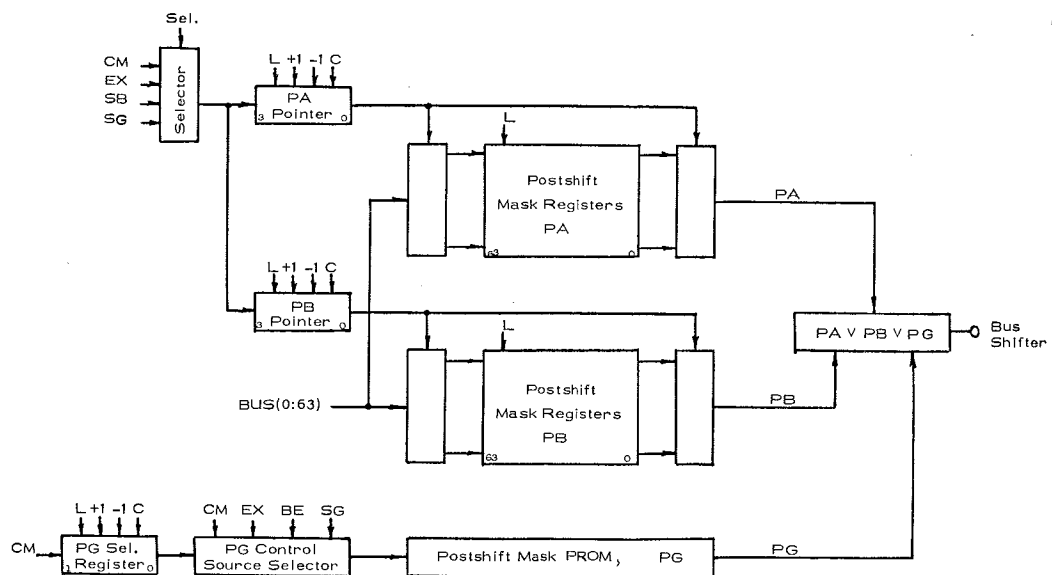 Sel.
CM
EX
SB
SG
Selector
L +1 -1 C
PA
Pointer
3 0
L
Postshift
Mask Registers
PA
63 0
PA
L +1 -1 C
PB
Pointer
3 0
L
Postshift
Mask Registers
PB
63 0
BUS(0:63)
PB
PA V PB V PG
Bus
Shifter
L +1 -1 C
CM
PG Sel.
Register
1 0
CM EX BE SG
PG Control
Source Selector
Postshift Mask PROM, PG
PG